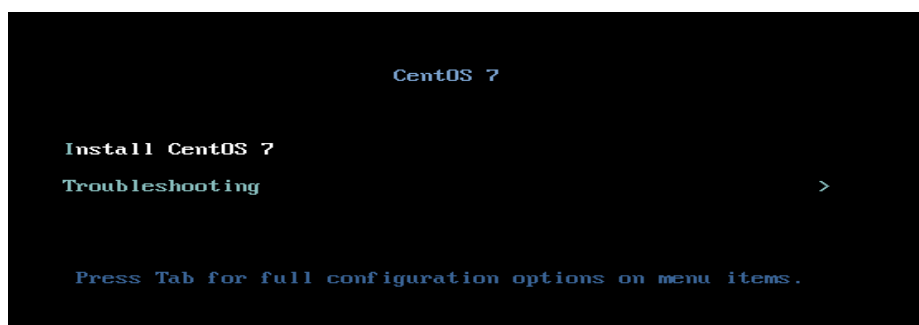 CentOS 7
Install CentOS 7
Troubleshooting >
Press Tab for full configuration options on menu items.